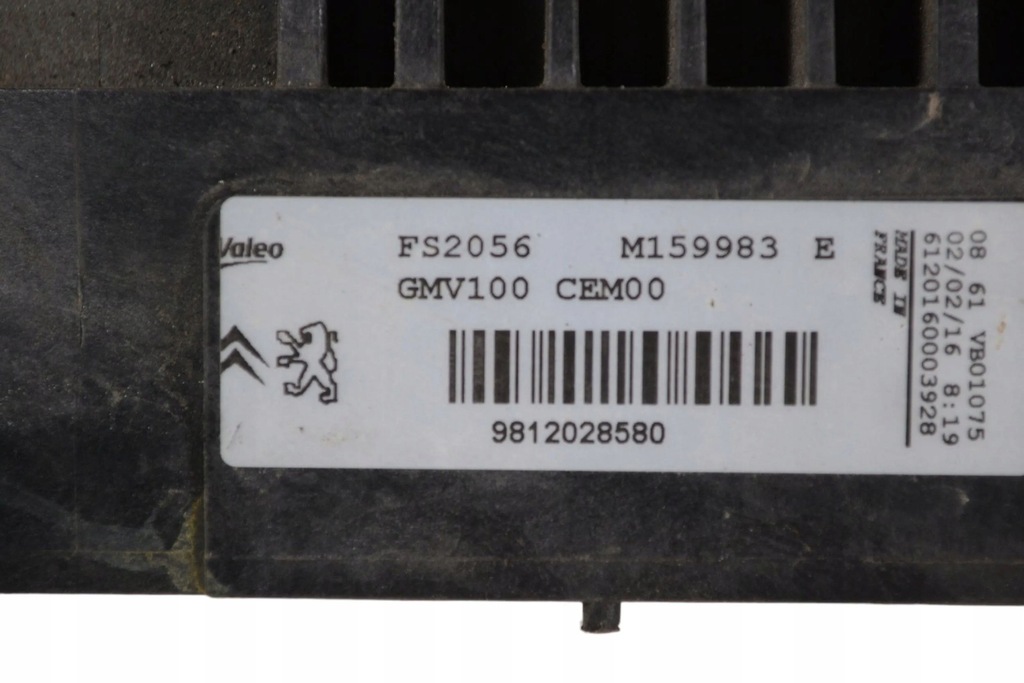 Valeo
FS2056 M159983 E
GMV100 CEM00
9812028580
MADE IN
FRANCE
08 61 VB01075
02/02/16 8:19
6120160003928